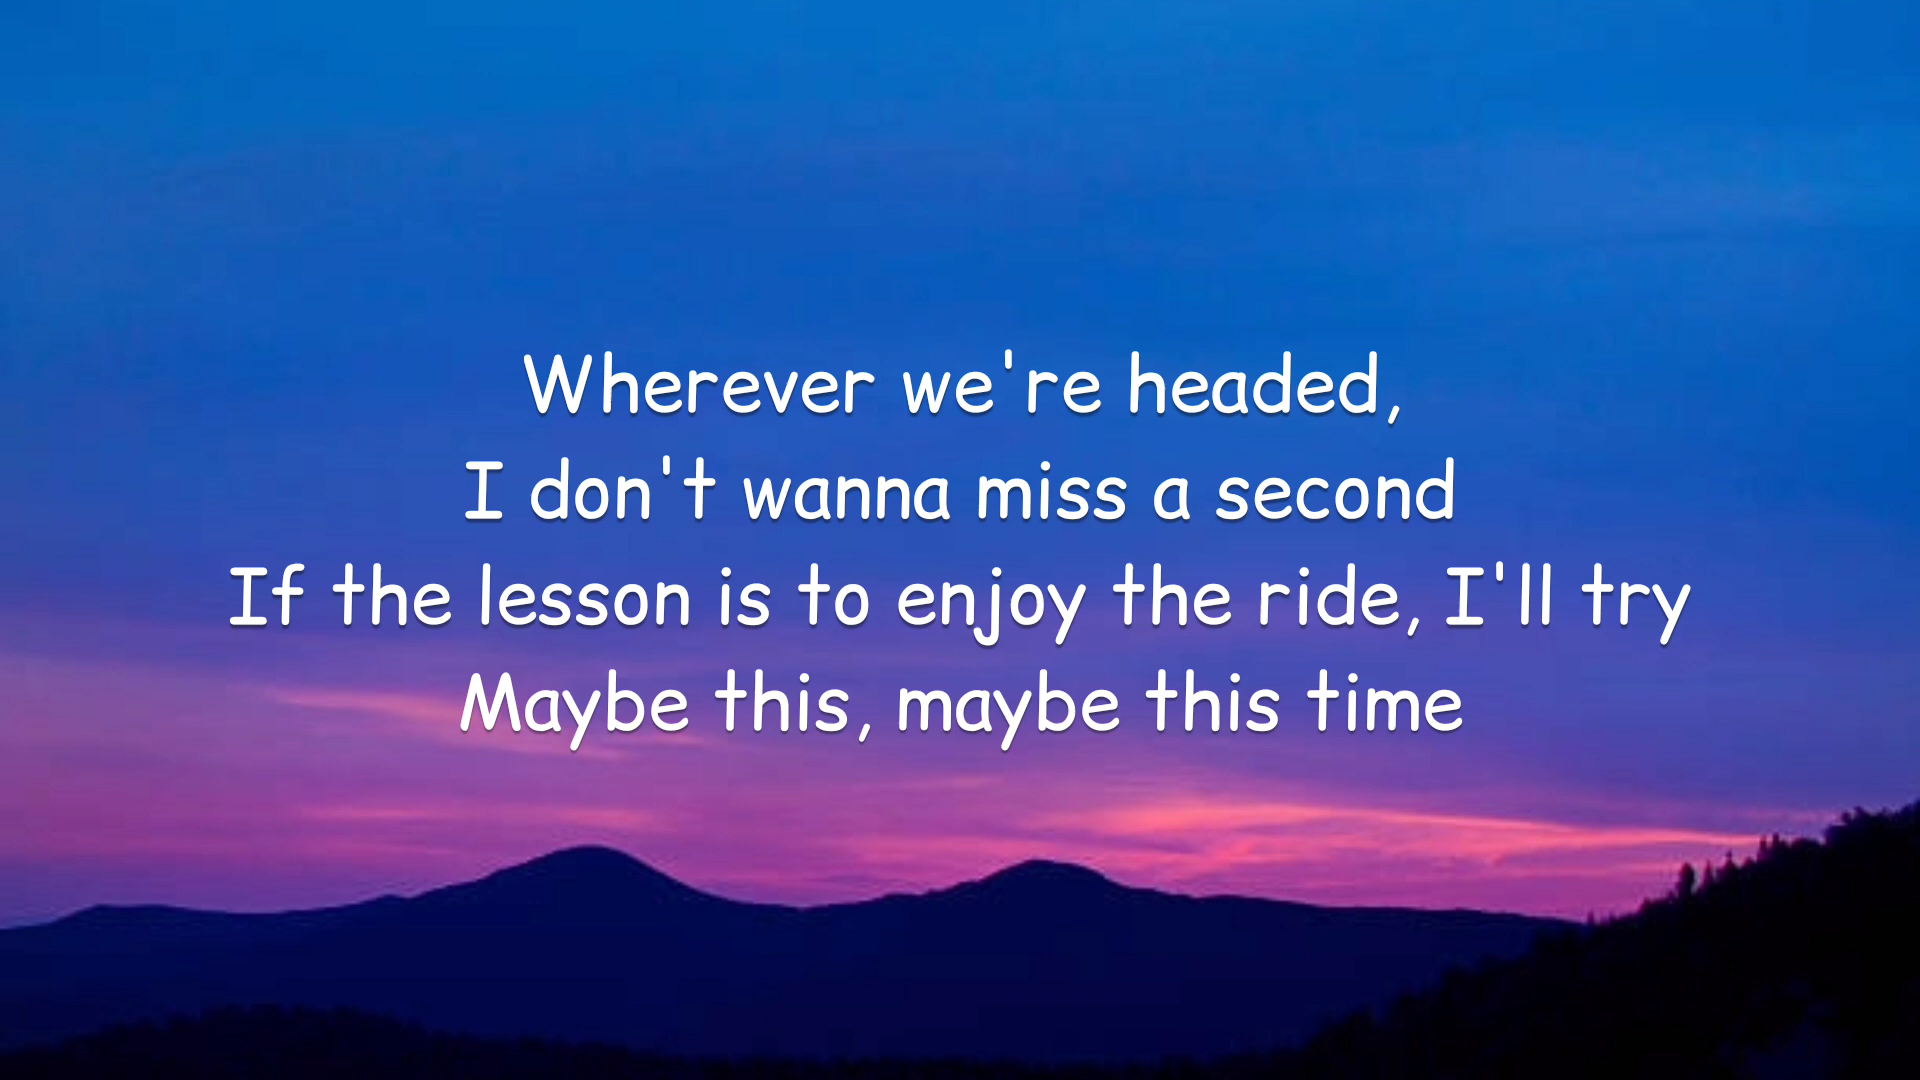 Wherever we're headed,
I don't wanna miss a second
If the lesson is to enjoy the ride, I'll try
Maybe this, maybe this time